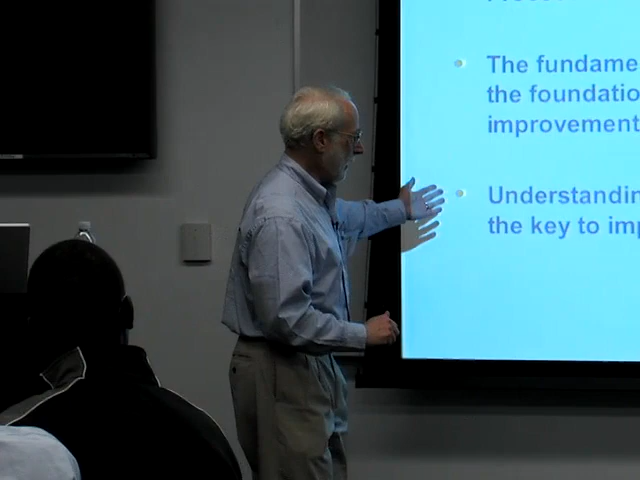 The fundame
the foundatio
improvement
Understandin
the key to imp